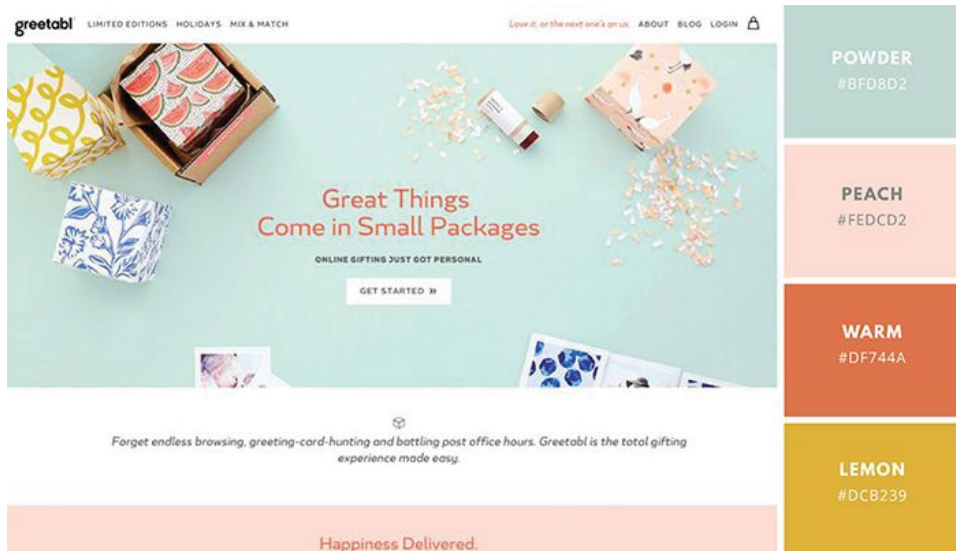 greetabl
LIMITED EDITIONS HOLIDAYS MIX & MATCH
Love it, or the next one's on us. ABOUT BLOG LOGIN
Great Things
Come in Small Packages
ONLINE GIFTING JUST GOT PERSONAL
GET STARTED »
Forget endless browsing, greeting-card-hunting and battling post office hours. Greetabl is the total gifting
experience made easy.
Happiness Delivered.
POWDER
#BFD8D2
PEACH
#FEDCD2
WARM
#DF744A
LEMON
#DCB239